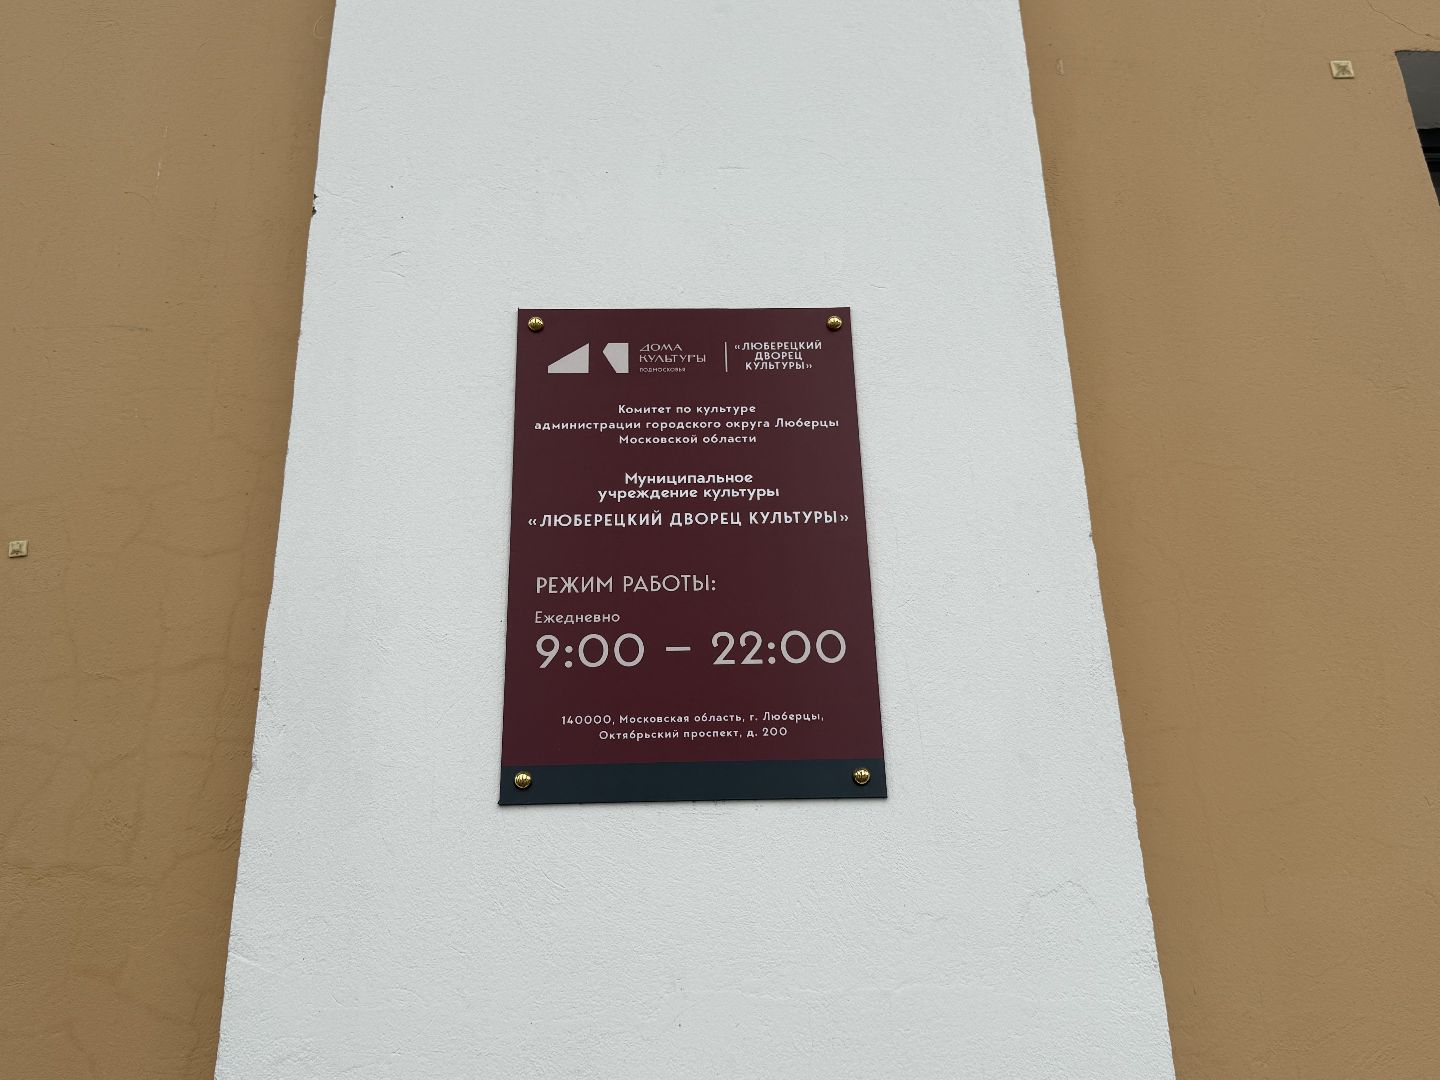 ДОМА
КУЛЬТУРЫ
ПОДМОСКОВЬЯ
«ЛЮБЕРЕЦКИЙ
ДВОРЕЦ
КУЛЬТУРЫ»
Комитет по культуре
администрации городского округа Люберцы
Московской области
Муниципальное
учреждение культуры
«ЛЮБЕРЕЦКИЙ ДВОРЕЦ КУЛЬТУРЫ»
РЕЖИМ РАБОТЫ:
Ежедневно
9:00 – 22:00
140000, Московская область, г. Люберцы,
Октябрьский проспект, д. 200